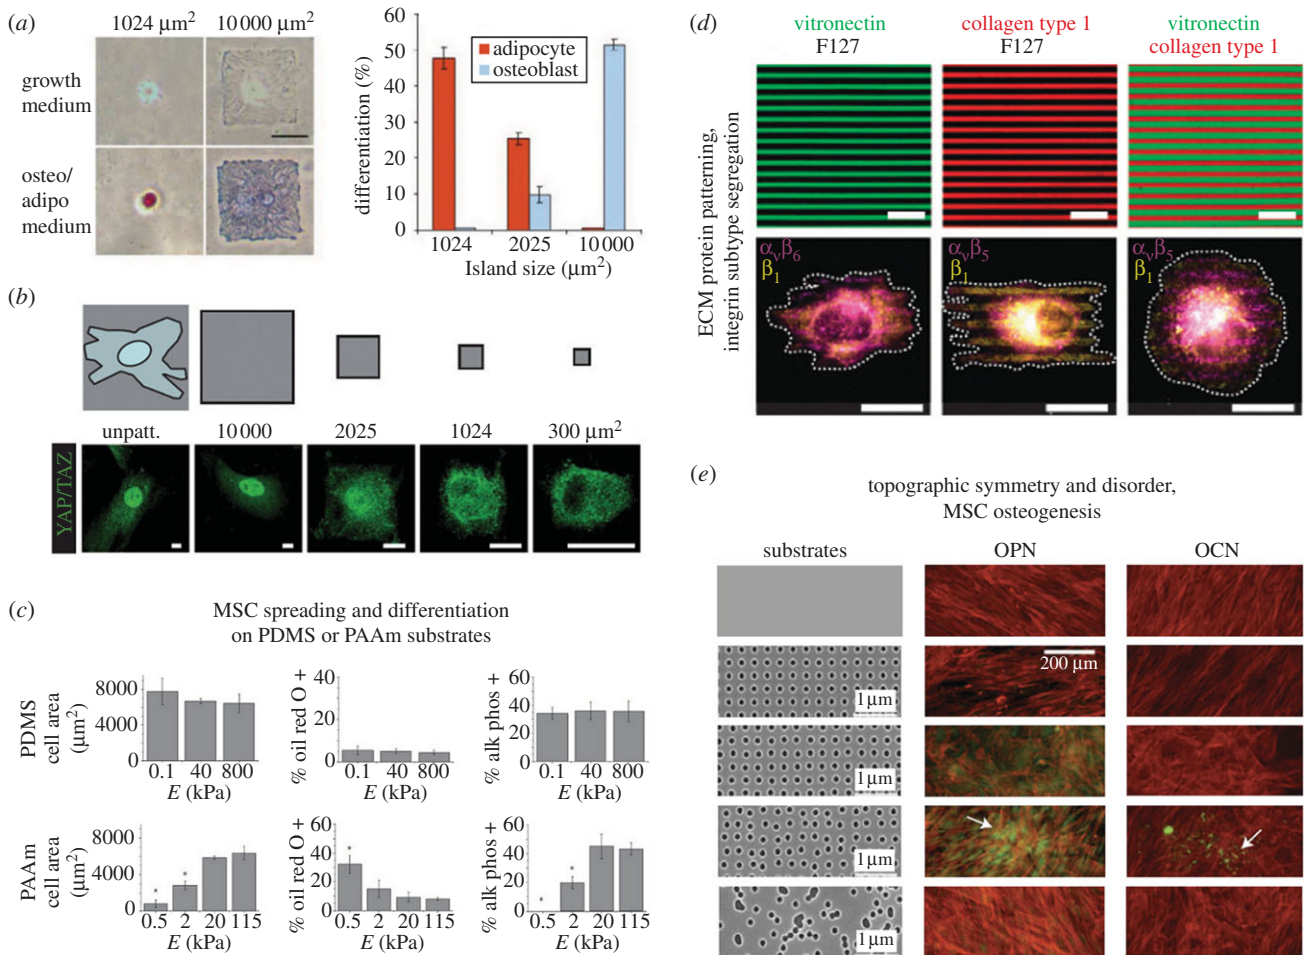 (a)
1024 μm²
10 000 μm²
growth
medium
osteo/
adipo
medium
differentiation (%)
60
50
40
30
20
10
0
adipocyte
osteoblast
1024
2025
10 000
Island size (μm²)
(b)
unpatt.
10 000
2025
1024
300 μm²
YAP/TAZ
(c)
MSC spreading and differentiation
on PDMS or PAAm substrates
PDMS
cell area
(μm²)
8000
4000
0
0.1 40 800
E (kPa)
% oil red O +
40
20
0
0.1 40 800
E (kPa)
% alk phos +
40
20
0
0.1 40 800
E (kPa)
PAAm
cell area
(μm²)
8000
4000
0
* *
0.5 2 20 115
E (kPa)
% oil red O +
60
40
20
0
*
0.5 2 20 115
E (kPa)
% alk phos +
60
40
20
0
* *
0.5 2 20 115
E (kPa)
(d)
ECM protein patterning,
integrin subtype segregation
vitronectin
F127
collagen type 1
F127
vitronectin
collagen type 1
αᵥβ₆
β₁
αᵥβ₅
β₁
αᵥβ₅
β₁
(e)
topographic symmetry and disorder,
MSC osteogenesis
substrates
OPN
OCN
200 μm
1 μm
1 μm
1 μm
1 μm